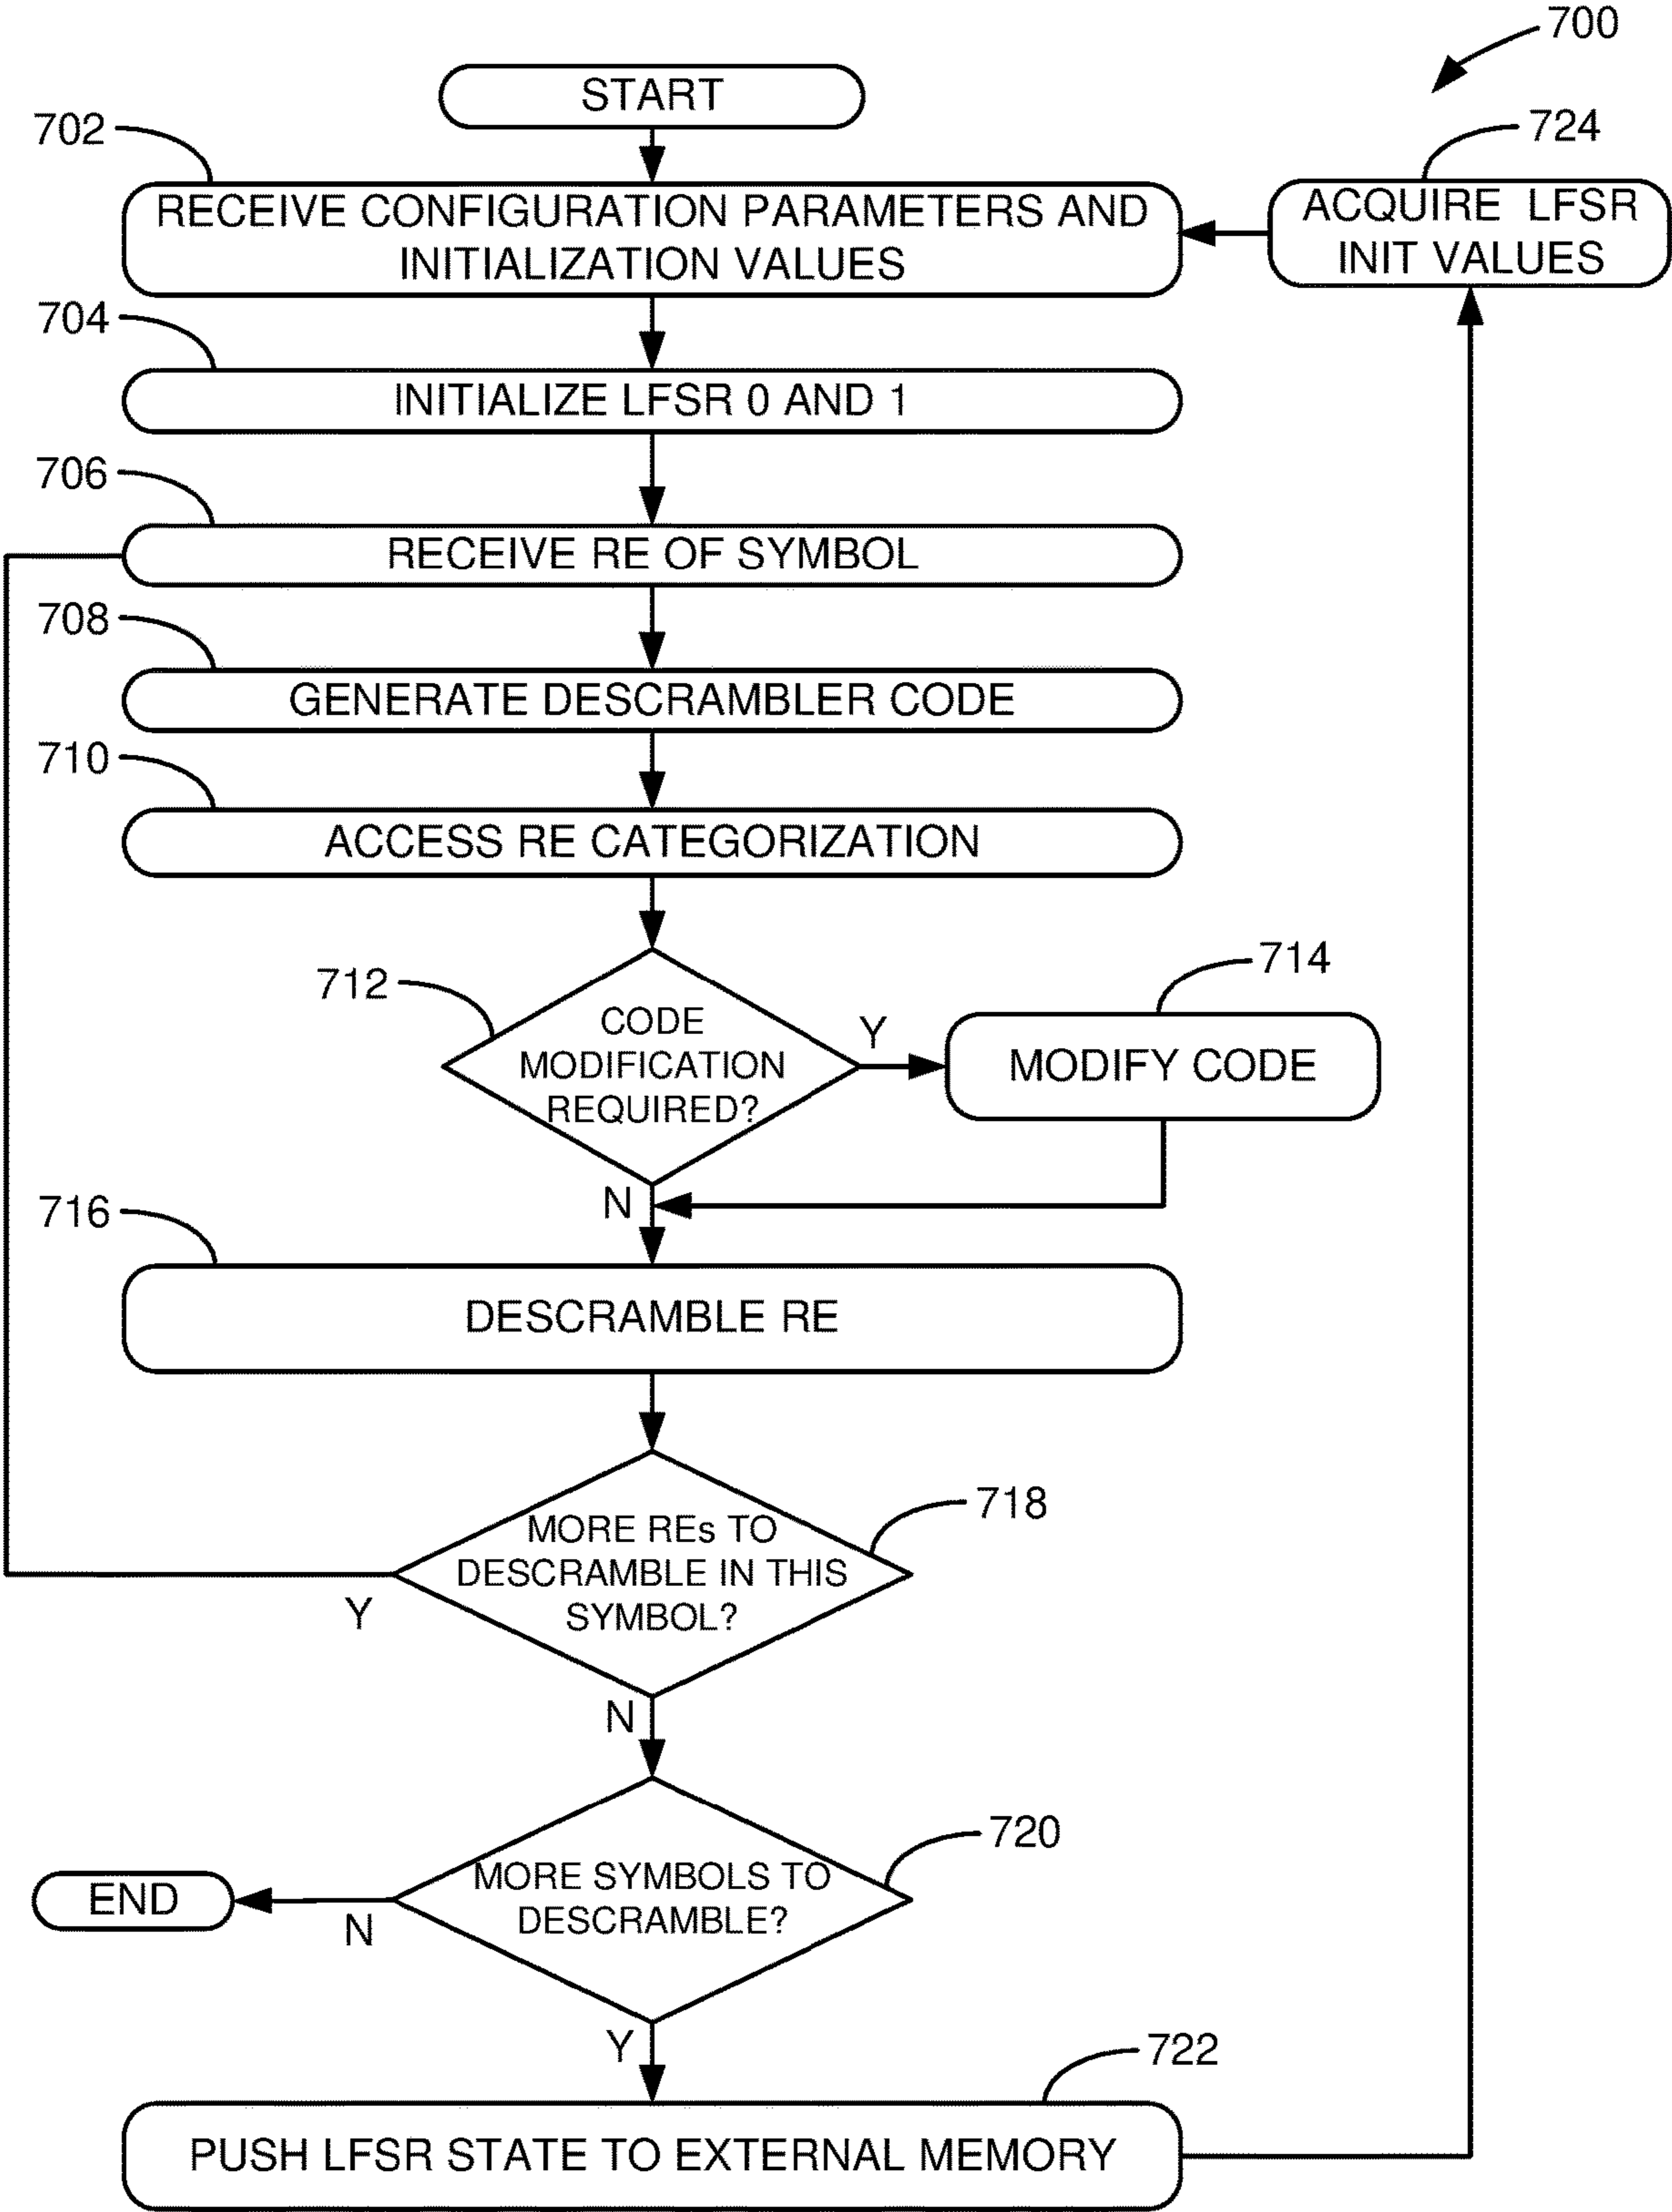 700
START
702
724
RECEIVE CONFIGURATION PARAMETERS AND
INITIALIZATION VALUES
ACQUIRE LFSR
INIT VALUES
704
INITIALIZE LFSR 0 AND 1
706
RECEIVE RE OF SYMBOL
708
GENERATE DESCRAMBLER CODE
710
ACCESS RE CATEGORIZATION
712
CODE
MODIFICATION
REQUIRED?
Y
714
MODIFY CODE
N
716
DESCRAMBLE RE
718
MORE REs TO
DESCRAMBLE IN THIS
SYMBOL?
Y
N
720
MORE SYMBOLS TO
DESCRAMBLE?
END
N
Y
722
PUSH LFSR STATE TO EXTERNAL MEMORY